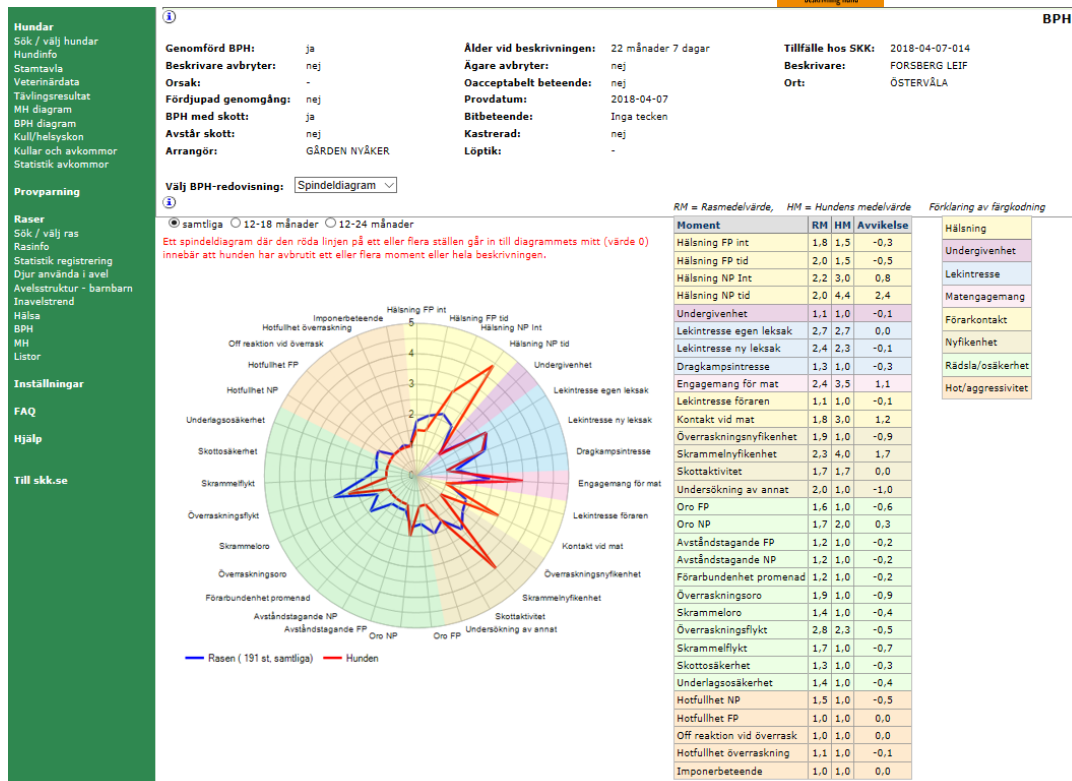 beskrivning hund
BPH
Hundar
Sök / välj hundar
Hundinfo
Stamtavla
Veterinärdata
Tävlingsresultat
MH diagram
BPH diagram
Kull/helsyskon
Kullar och avkommor
Statistik avkommor
Provparning
Raser
Sök / välj ras
Rasinfo
Statistik registrering
Djur använda i avel
Avelsstruktur - barnbarn
Inavelstrend
Hälsa
BPH
MH
Listor
Inställningar
FAQ
Hjälp
Till skk.se
Genomförd BPH: ja Ålder vid beskrivningen: 22 månader 7 dagar Tillfälle hos SKK: 2018-04-07-014
Beskrivare avbryter: nej Ägare avbryter: nej Beskrivare: FORSBERG LEIF
Orsak: - Oacceptabelt beteende: nej Ort: ÖSTERVÅLA
Fördjupad genomgång: nej Provdatum: 2018-04-07
BPH med skott: ja Bitbeteende: Inga tecken
Avstår skott: nej Kastrerad: nej
Arrangör: GÅRDEN NYÅKER Löptik: -
Välj BPH-redovisning: Spindeldiagram
samtliga 12-18 månader 12-24 månader
Ett spindeldiagram där den röda linjen på ett eller flera ställen går in till diagrammets mitt (värde 0)
innebär att hunden har avbrutit ett eller flera moment eller hela beskrivningen.
Hälsning FP int
Hälsning FP tid
Hälsning NP Int
Hälsning NP tid
Undergivenhet
Lekintresse egen leksak
Lekintresse ny leksak
Dragkampsintresse
Engagemang för mat
Lekintresse föraren
Kontakt vid mat
Överraskningsnyfikenhet
Skrammelnyfikenhet
Skottaktivitet
Undersökning av annat
Oro FP
Oro NP
Avståndstagande FP
Avståndstagande NP
Förarbundenhet promenad
Överraskningsoro
Skrammeloro
Överraskningsflykt
Skrammelflykt
Skottosäkerhet
Underlagsosäkerhet
Hotfullhet NP
Hotfullhet FP
Off reaktion vid överrask
Hotfullhet överraskning
Imponerbeteende
5
4
3
2
0
Rasen ( 191 st, samtliga) Hunden
RM = Rasmedelvärde, HM = Hundens medelvärde Förklaring av färgkodning
Moment RM HM Avvikelse
Hälsning FP int 1,8 1,5 -0,3
Hälsning FP tid 2,0 1,5 -0,5
Hälsning NP Int 2,2 3,0 0,8
Hälsning NP tid 2,0 4,4 2,4
Undergivenhet 1,1 1,0 -0,1
Lekintresse egen leksak 2,7 2,7 0,0
Lekintresse ny leksak 2,4 2,3 -0,1
Dragkampsintresse 1,3 1,0 -0,3
Engagemang för mat 2,4 3,5 1,1
Lekintresse föraren 1,1 1,0 -0,1
Kontakt vid mat 1,8 3,0 1,2
Överraskningsnyfikenhet 1,9 1,0 -0,9
Skrammelnyfikenhet 2,3 4,0 1,7
Skottaktivitet 1,7 1,7 0,0
Undersökning av annat 2,0 1,0 -1,0
Oro FP 1,6 1,0 -0,6
Oro NP 1,7 2,0 0,3
Avståndstagande FP 1,2 1,0 -0,2
Avståndstagande NP 1,2 1,0 -0,2
Förarbundenhet promenad 1,2 1,0 -0,2
Överraskningsoro 1,9 1,0 -0,9
Skrammeloro 1,4 1,0 -0,4
Överraskningsflykt 2,8 2,3 -0,5
Skrammelflykt 1,7 1,0 -0,7
Skottosäkerhet 1,3 1,0 -0,3
Underlagsosäkerhet 1,4 1,0 -0,4
Hotfullhet NP 1,5 1,0 -0,5
Hotfullhet FP 1,0 1,0 0,0
Off reaktion vid överrask 1,0 1,0 0,0
Hotfullhet överraskning 1,1 1,0 -0,1
Imponerbeteende 1,0 1,0 0,0
Hälsning
Undergivenhet
Lekintresse
Matengagemang
Förarkontakt
Nyfikenhet
Rädsla/osäkerhet
Hot/aggressivitet